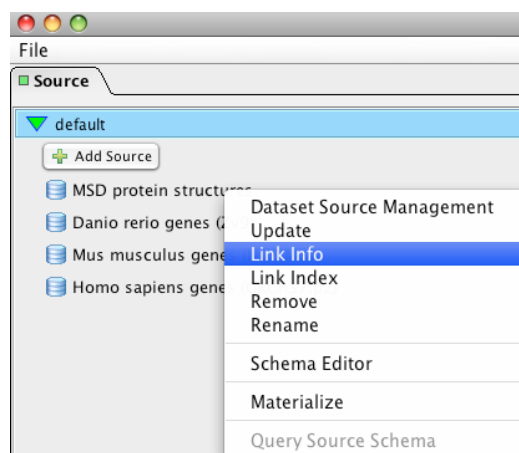 File
Source
default
Add Source
MSD protein structures
Danio rerio genes (
Mus musculus gene
Homo sapiens gene
Dataset Source Management
Update
Link Info
Link Index
Remove
Rename
Schema Editor
Materialize
Query Source Schema